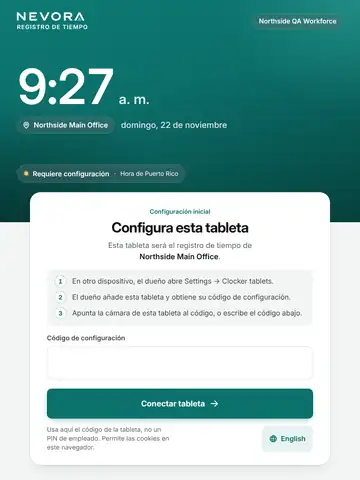 NEVORA
REGISTRO DE TIEMPO
Northside QA Workforce
9:27 a. m.
Northside Main Office
domingo, 22 de noviembre
Requiere configuración · Hora de Puerto Rico
Configuración inicial
Configura esta tableta
Esta tableta será el registro de tiempo de
Northside Main Office.
1 En otro dispositivo, el dueño abre Settings → Clocker tablets.
2 El dueño añade esta tableta y obtiene su código de configuración.
3 Apunta la cámara de esta tableta al código, o escribe el código abajo.
Código de configuración
Conectar tableta →
Usa aquí el código de la tableta, no un
PIN de empleado. Permite las cookies en
este navegador.
English